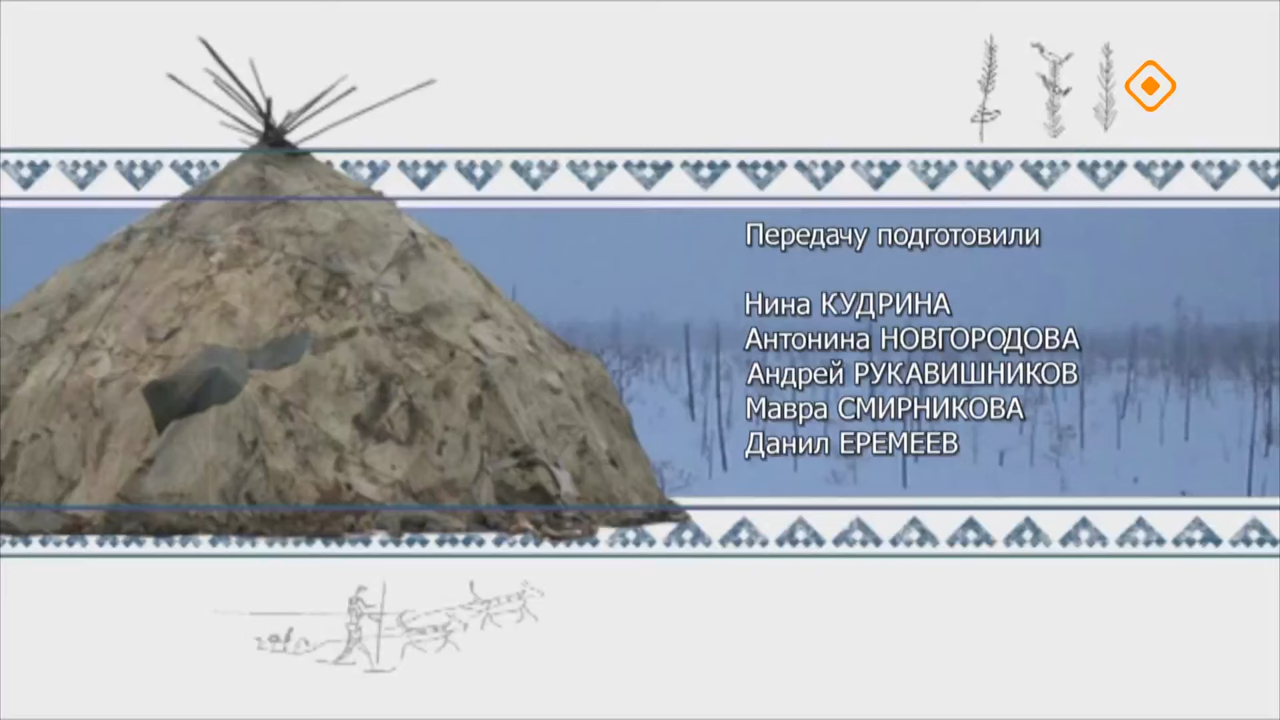 Передачу подготовили
Нина КУДРИНА
Антонина НОВГОРОДОВА
Андрей РУКАВИШНИКОВ
Мавра СМИРНИКОВА
Данил ЕРЕМЕЕВ